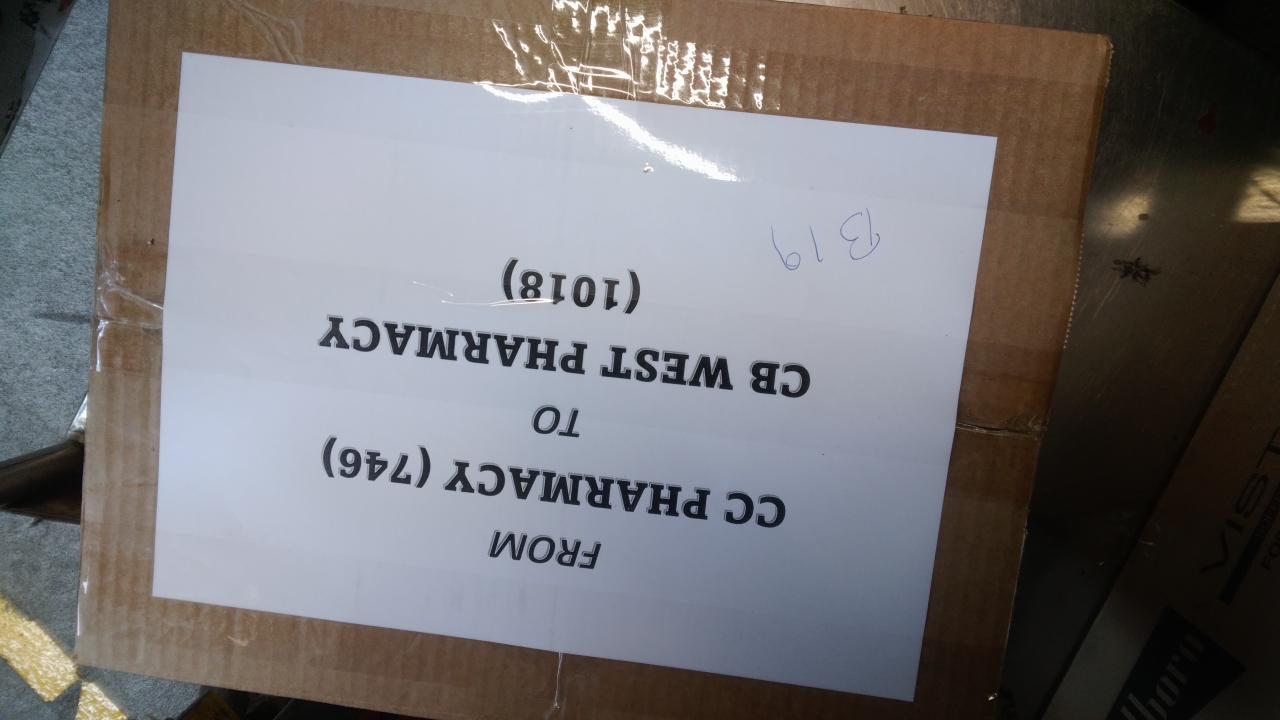 FROM
CC PHARMACY (746)
TO
CB WEST PHARMACY
(1018)
B19